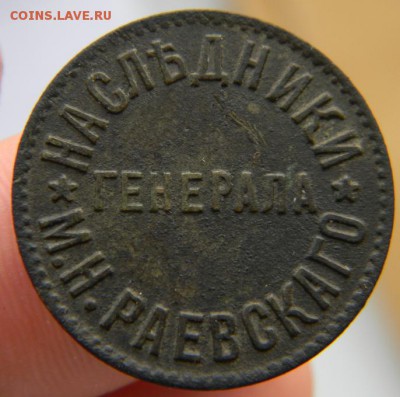 COINS.LAVE.RU
НАСЛѢДНИКИ
ГЕНЕРАЛА
М.Н. РАЕВСКАГО